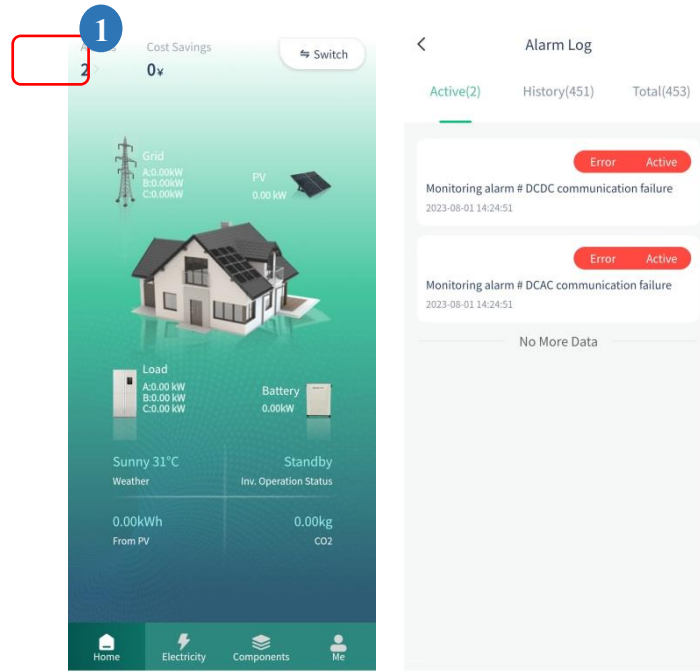 1
Cost Savings
2
0¥
⇋ Switch
Grid
A:0.00kW
B:0.00kW
C:0.00kW
PV
0.00 kW
Load
A:0.00 kW
B:0.00 kW
C:0.00 kW
Battery
0.00kW
Sunny 31°C
Weather
Standby
Inv. Operation Status
0.00kWh
From PV
0.00kg
CO2
Home
Electricity
Components
Me
Alarm Log
Active(2)
History(451)
Total(453)
Error Active
Monitoring alarm # DCDC communication failure
2023-08-01 14:24:51
Error Active
Monitoring alarm # DCAC communication failure
2023-08-01 14:24:51
No More Data